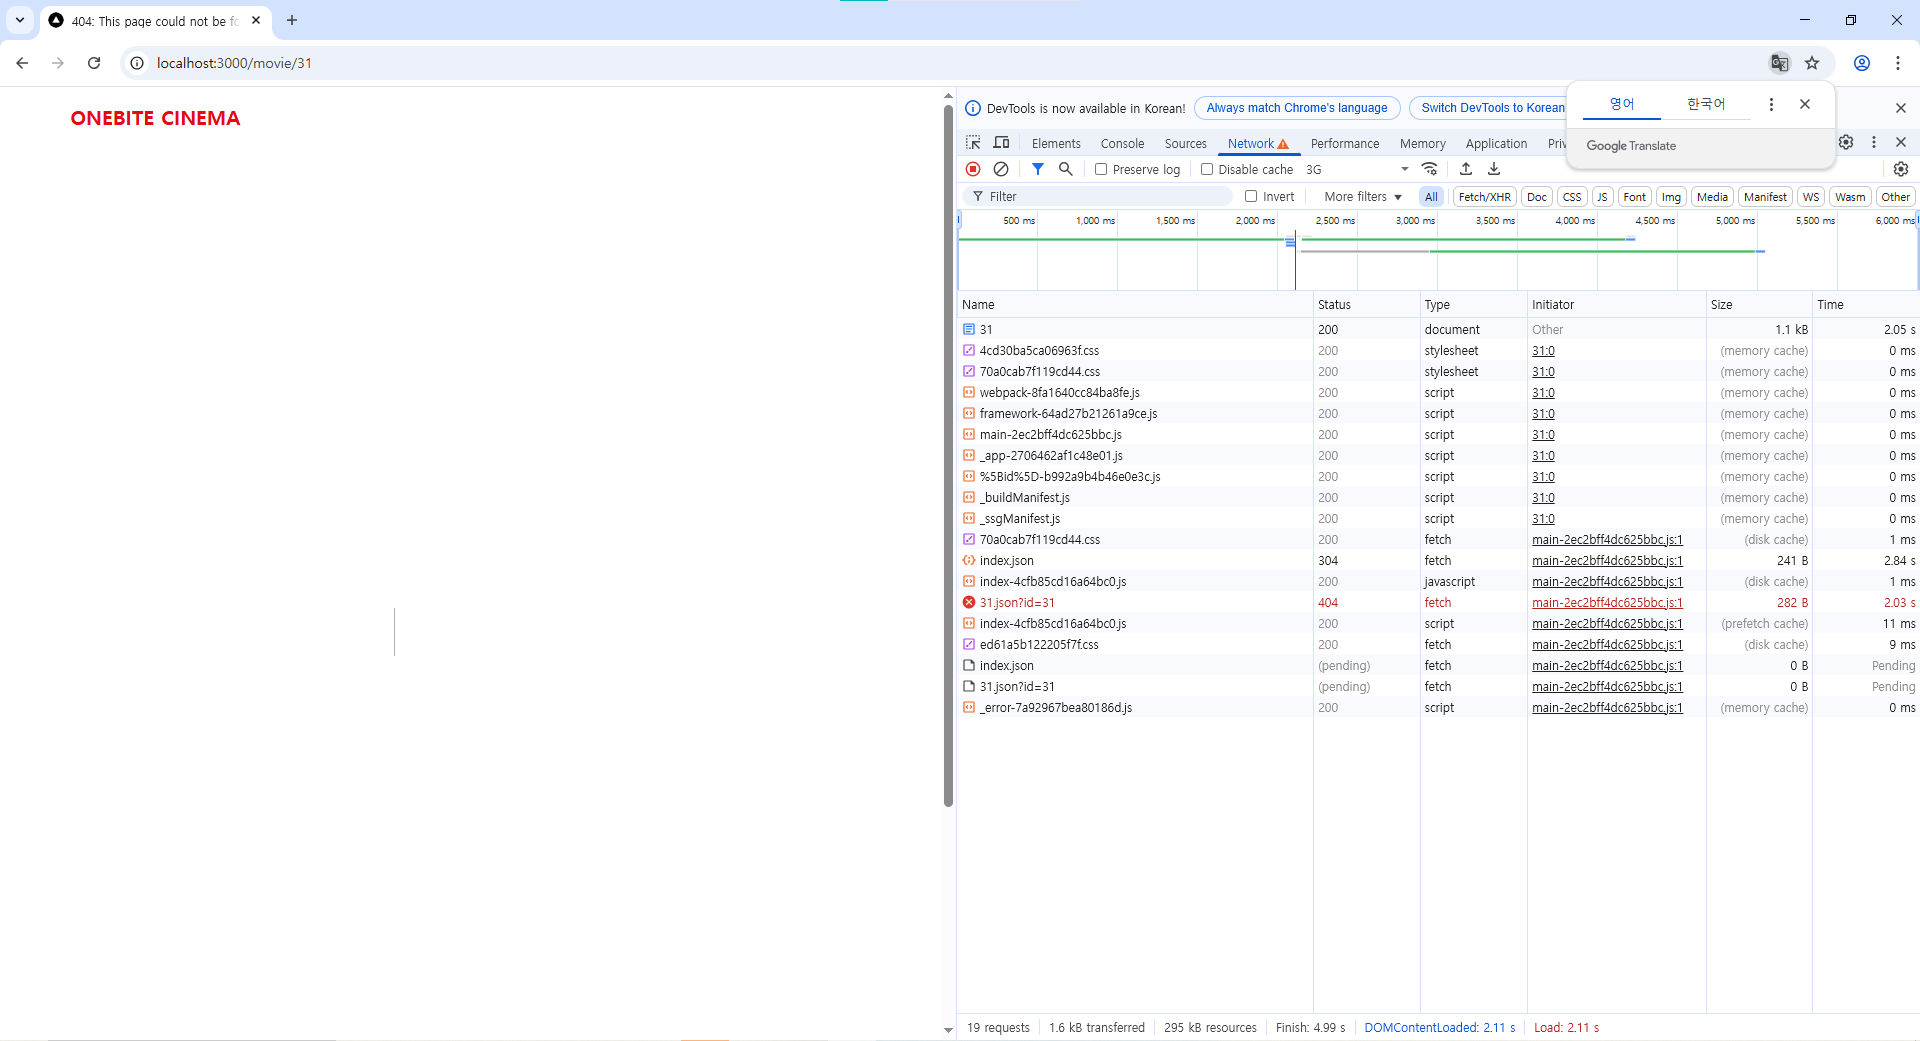 404: This page could not be fo
localhost:3000/movie/31
ONEBITE CINEMA
DevTools is now available in Korean!
Always match Chrome's language
Switch DevTools to Korean
영어
한국어
Google Translate
Elements
Console
Sources
Network
Performance
Memory
Application
Priv
Preserve log
Disable cache
3G
Filter
Invert
More filters
All
Fetch/XHR
Doc
CSS
JS
Font
Img
Media
Manifest
WS
Wasm
Other
500 ms
1,000 ms
1,500 ms
2,000 ms
2,500 ms
3,000 ms
3,500 ms
4,000 ms
4,500 ms
5,000 ms
5,500 ms
6,000 ms
Name Status Type Initiator Size Time
31 200 document Other 1.1 kB 2.05 s
4cd30ba5ca06963f.css 200 stylesheet 31:0 (memory cache) 0 ms
70a0cab7f119cd44.css 200 stylesheet 31:0 (memory cache) 0 ms
webpack-8fa1640cc84ba8fe.js 200 script 31:0 (memory cache) 0 ms
framework-64ad27b21261a9ce.js 200 script 31:0 (memory cache) 0 ms
main-2ec2bff4dc625bbc.js 200 script 31:0 (memory cache) 0 ms
_app-2706462af1c48e01.js 200 script 31:0 (memory cache) 0 ms
%5Bid%5D-b992a9b4b46e0e3c.js 200 script 31:0 (memory cache) 0 ms
_buildManifest.js 200 script 31:0 (memory cache) 0 ms
_ssgManifest.js 200 script 31:0 (memory cache) 0 ms
70a0cab7f119cd44.css 200 fetch main-2ec2bff4dc625bbc.js:1 (disk cache) 1 ms
index.json 304 fetch main-2ec2bff4dc625bbc.js:1 241 B 2.84 s
index-4cfb85cd16a64bc0.js 200 javascript main-2ec2bff4dc625bbc.js:1 (disk cache) 1 ms
31.json?id=31 404 fetch main-2ec2bff4dc625bbc.js:1 282 B 2.03 s
index-4cfb85cd16a64bc0.js 200 script main-2ec2bff4dc625bbc.js:1 (prefetch cache) 11 ms
ed61a5b122205f7f.css 200 fetch main-2ec2bff4dc625bbc.js:1 (disk cache) 9 ms
index.json (pending) fetch main-2ec2bff4dc625bbc.js:1 0 B Pending
31.json?id=31 (pending) fetch main-2ec2bff4dc625bbc.js:1 0 B Pending
_error-7a92967bea80186d.js 200 script main-2ec2bff4dc625bbc.js:1 (memory cache) 0 ms
19 requests 1.6 kB transferred 295 kB resources Finish: 4.99 s DOMContentLoaded: 2.11 s Load: 2.11 s